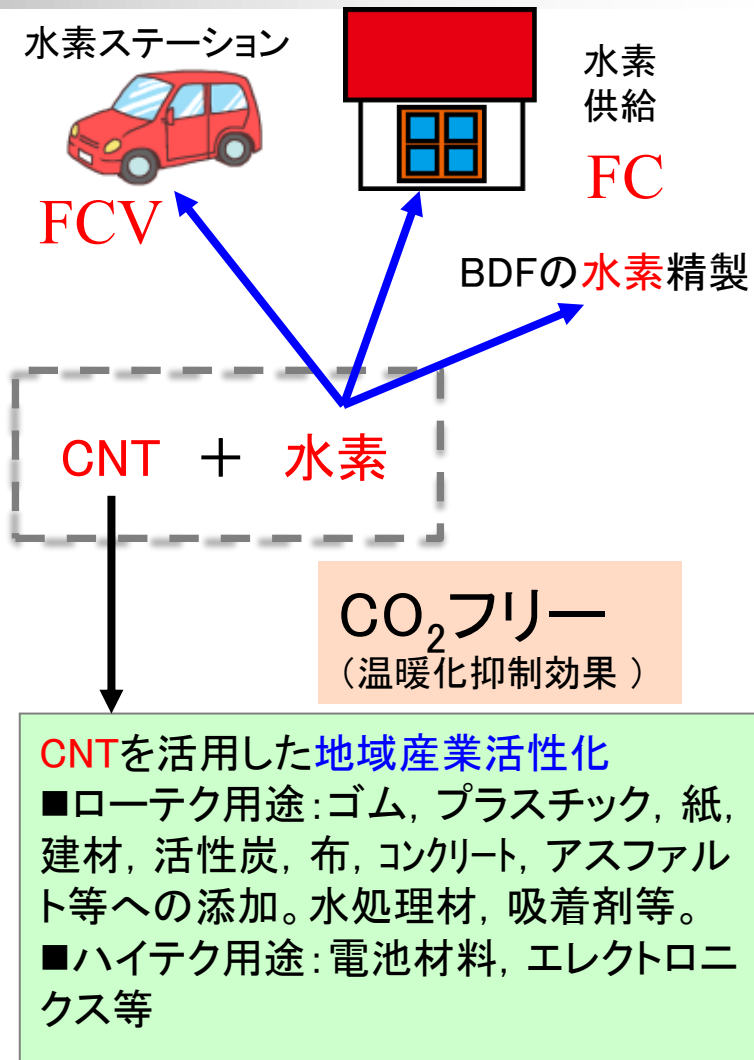 水素ステーション
水素
供給
FCV
FC
BDFの水素精製
CNT ＋ 水素
CO₂フリー
（温暖化抑制効果 ）
CNTを活用した地域産業活性化
■ローテク用途：ゴム，プラスチック，紙，
建材，活性炭，布，コンクリート，アスファル
ト等への添加。水処理材，吸着剤等。
■ハイテク用途：電池材料，エレクトロニ
クス等